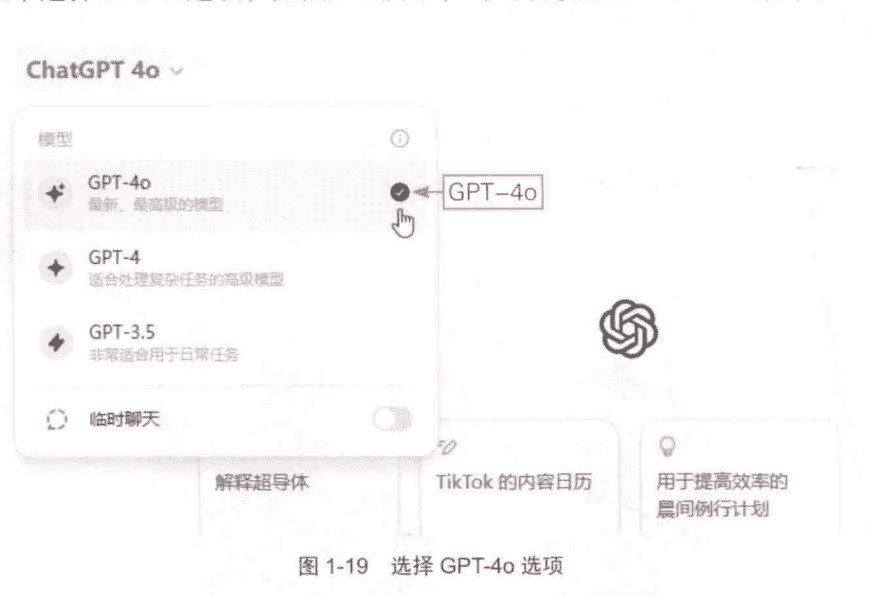 ChatGPT 4o
模型
GPT-4o
最新、最高级的模型
GPT-4o
GPT-4
适合处理复杂任务的高级模型
GPT-3.5
非常适合用于日常任务
临时聊天
解释超导体
TikTok 的内容日历
用于提高效率的
晨间例行计划
图 1-19 选择 GPT-4o 选项